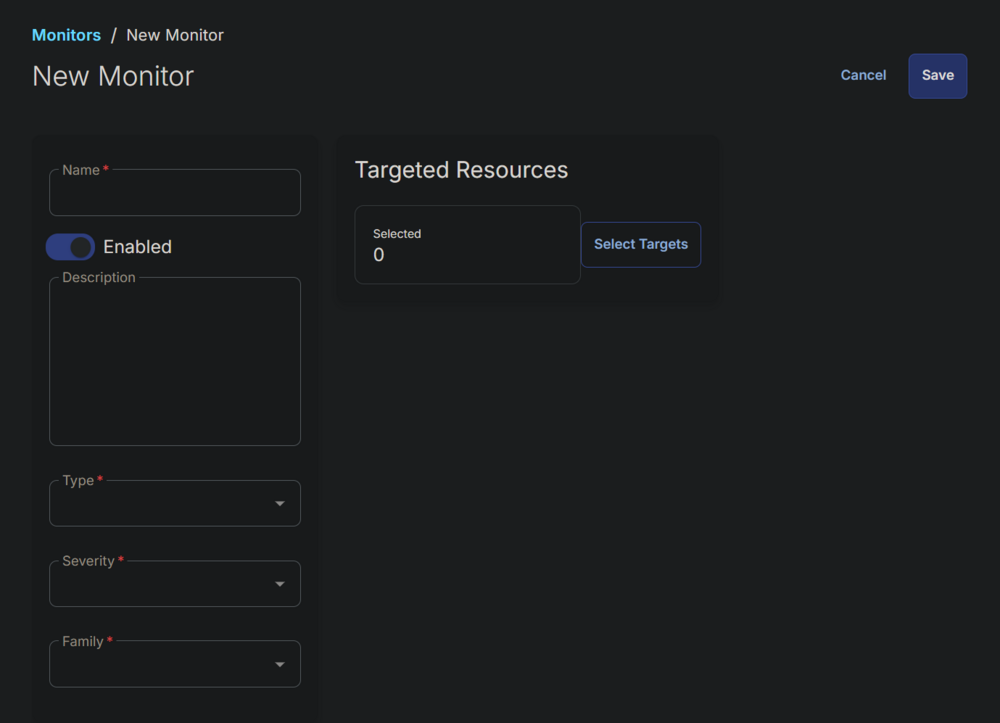 Monitors / New Monitor
New Monitor
Cancel
Save
Name *
Enabled
Description
Type *
Severity *
Family *
Targeted Resources
Selected
0
Select Targets